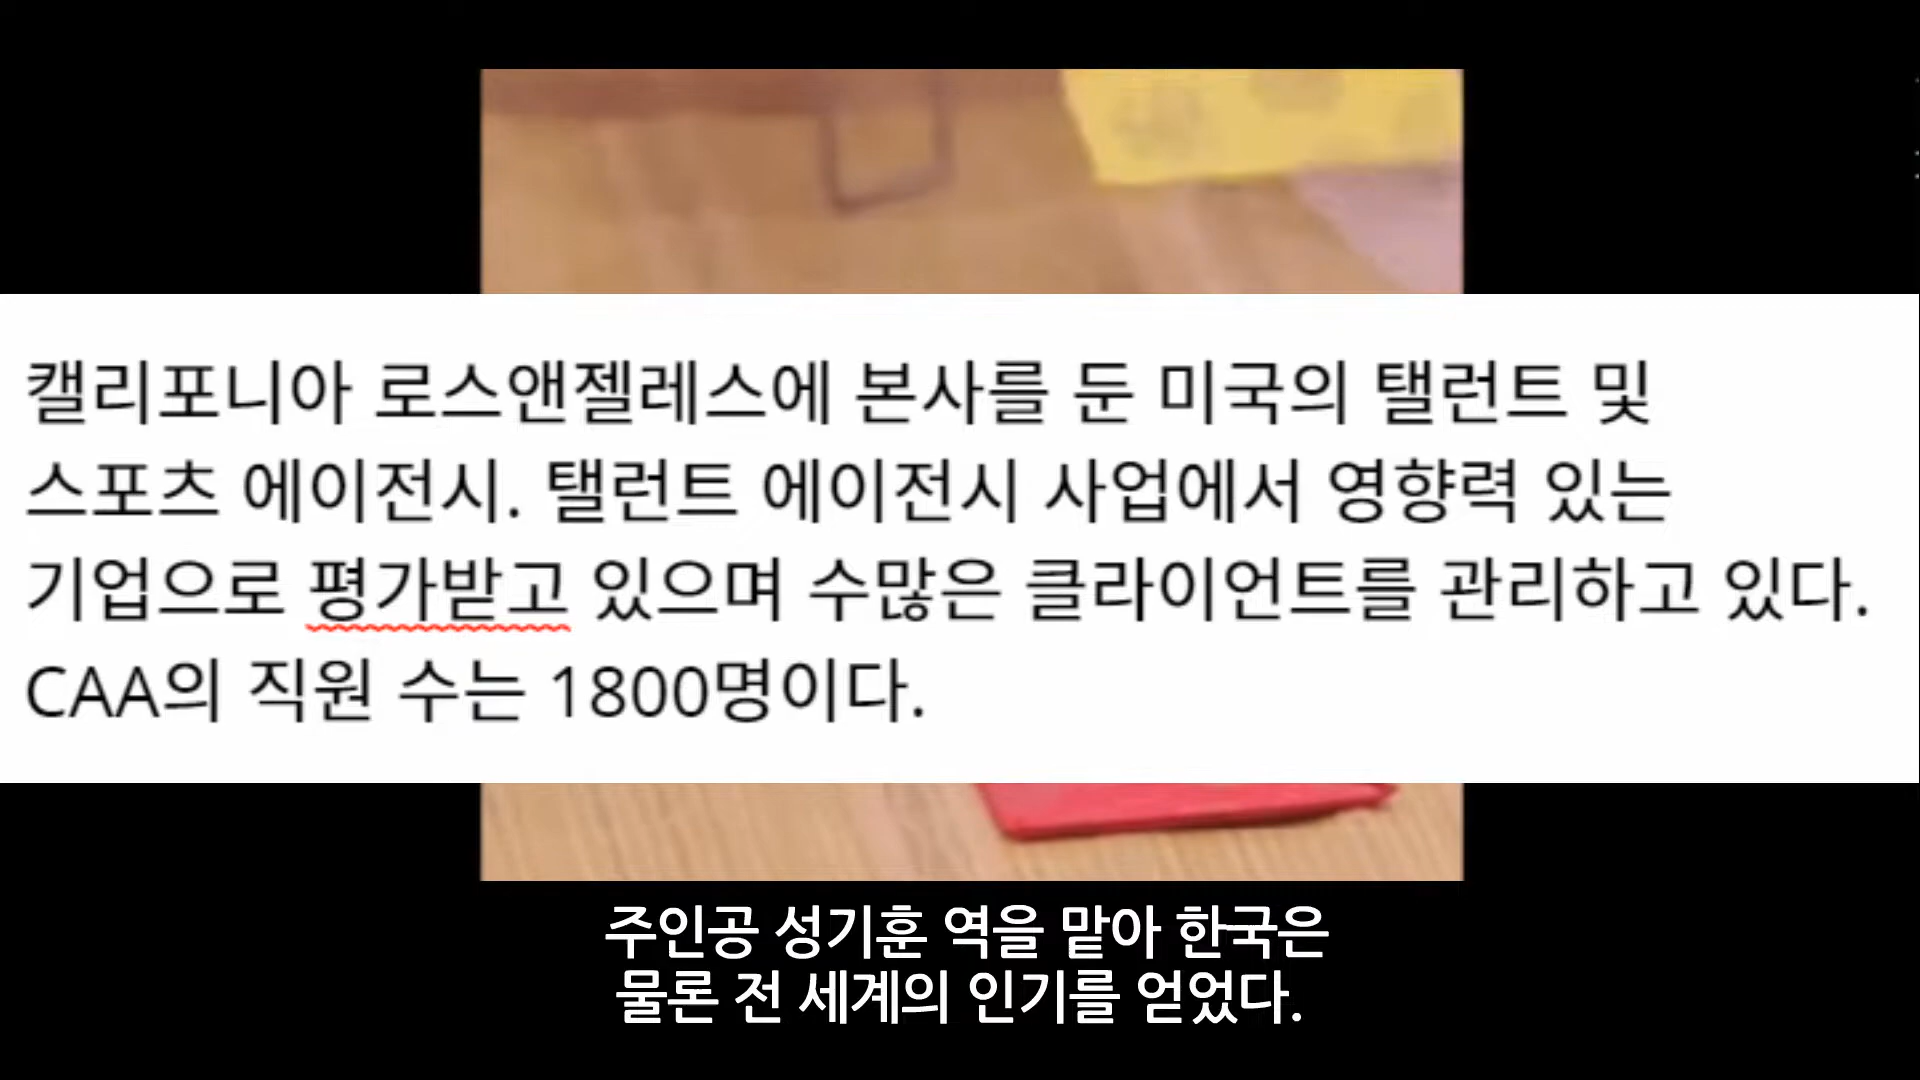 캘리포니아 로스앤젤레스에 본사를 둔 미국의 탤런트 및
스포츠 에이전시. 탤런트 에이전시 사업에서 영향력 있는
기업으로 평가받고 있으며 수많은 클라이언트를 관리하고 있다.
CAA의 직원 수는 1800명이다.
주인공 성기훈 역을 맡아 한국은
물론 전 세계의 인기를 얻었다.